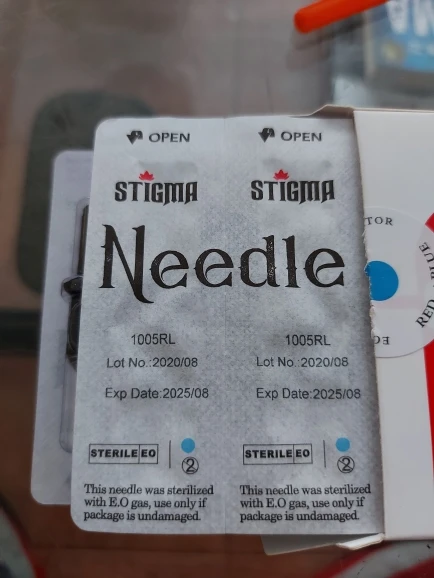 OPEN OPEN
STIGMA STIGMA
Needle
1005RL 1005RL
Lot No.:2020/08 Lot No.:2020/08
Exp Date:2025/08 Exp Date:2025/08
STERILE EO STERILE EO
2 2
This needle was sterilized
with E.O gas, use only if
package is undamaged.
This needle was sterilized
with E.O gas, use only if
package is undamaged.
TOR
RED